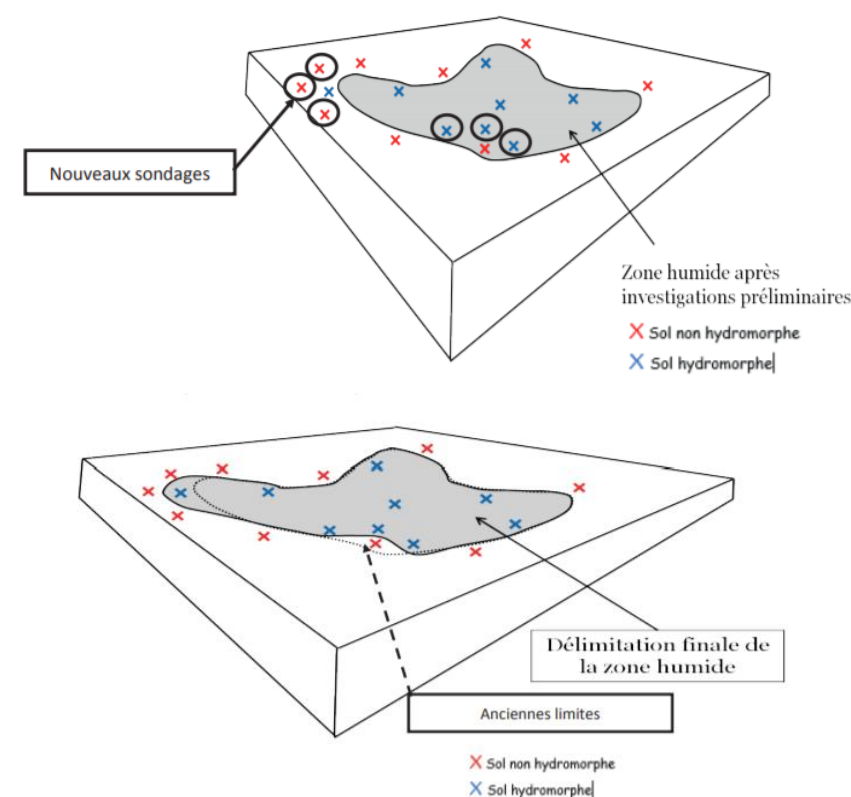 Nouveaux sondages
Zone humide après
investigations préliminaires
X Sol non hydromorphe
X Sol hydromorphe
Délimitation finale de
la zone humide
Anciennes limites
X Sol non hydromorphe
X Sol hydromorphe